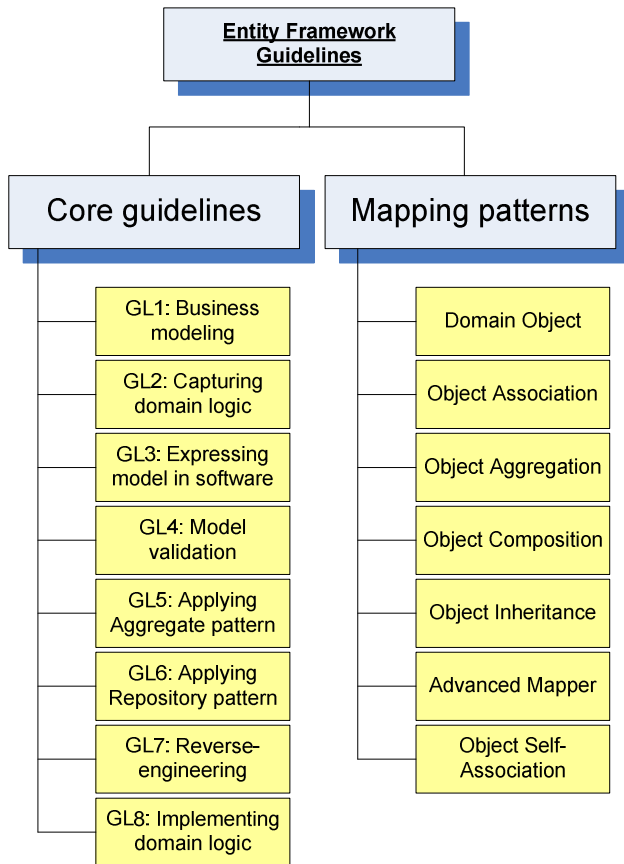 Entity Framework
Guidelines
Core guidelines
GL1: Business
modeling
GL2: Capturing
domain logic
GL3: Expressing
model in software
GL4: Model
validation
GL5: Applying
Aggregate pattern
GL6: Applying
Repository pattern
GL7: Reverse-
engineering
GL8: Implementing
domain logic
Mapping patterns
Domain Object
Object Association
Object Aggregation
Object Composition
Object Inheritance
Advanced Mapper
Object Self-
Association